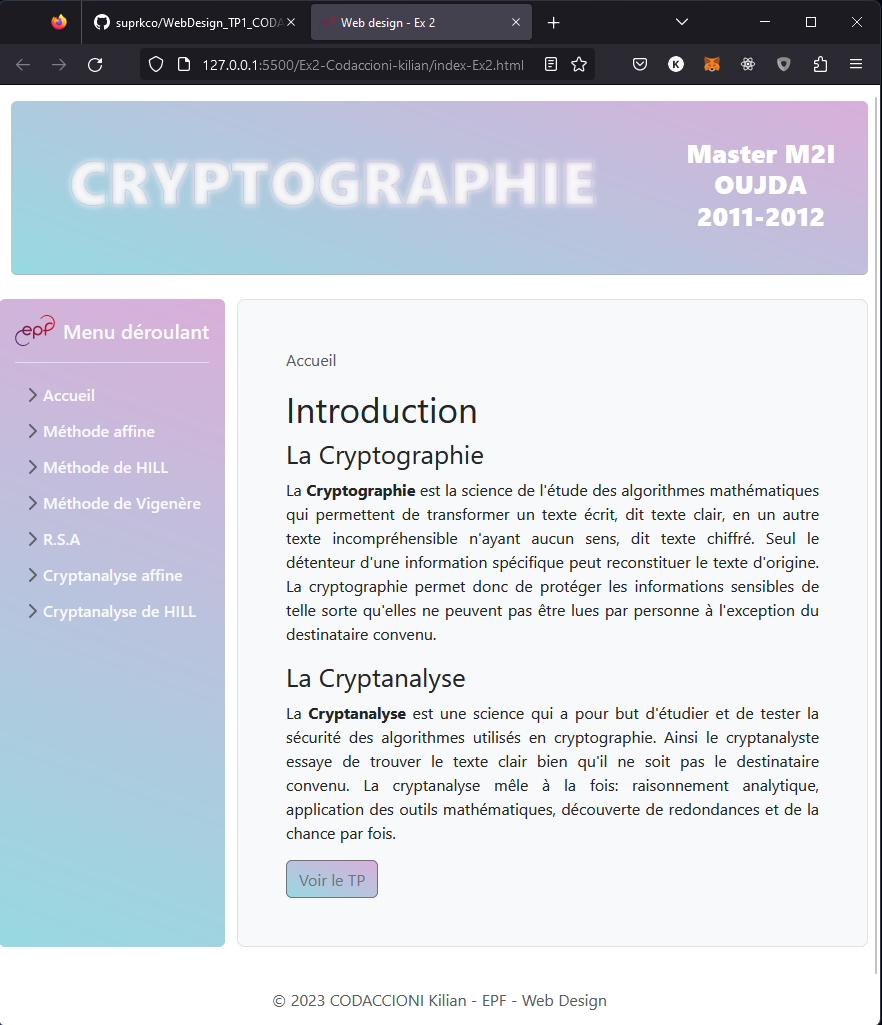 suprkco/WebDesign_TP1_CODA
Web design - Ex 2
127.0.0.1:5500/Ex2-Codaccioni-kilian/index-Ex2.html
K
CRYPTOGRAPHIE
Master M2I
OUJDA
2011-2012
epf Menu déroulant
Accueil
Méthode affine
Méthode de HILL
Méthode de Vigenère
R.S.A
Cryptanalyse affine
Cryptanalyse de HILL
Accueil
Introduction
La Cryptographie
La Cryptographie est la science de l'étude des algorithmes mathématiques
qui permettent de transformer un texte écrit, dit texte clair, en un autre
texte incompréhensible n'ayant aucun sens, dit texte chiffré. Seul le
détenteur d'une information spécifique peut reconstituer le texte d'origine.
La cryptographie permet donc de protéger les informations sensibles de
telle sorte qu'elles ne peuvent pas être lues par personne à l'exception du
destinataire convenu.
La Cryptanalyse
La Cryptanalyse est une science qui a pour but d'étudier et de tester la
sécurité des algorithmes utilisés en cryptographie. Ainsi le cryptanalyste
essaye de trouver le texte clair bien qu'il ne soit pas le destinataire
convenu. La cryptanalyse mêle à la fois: raisonnement analytique,
application des outils mathématiques, découverte de redondances et de la
chance par fois.
Voir le TP
© 2023 CODACCIONI Kilian - EPF - Web Design